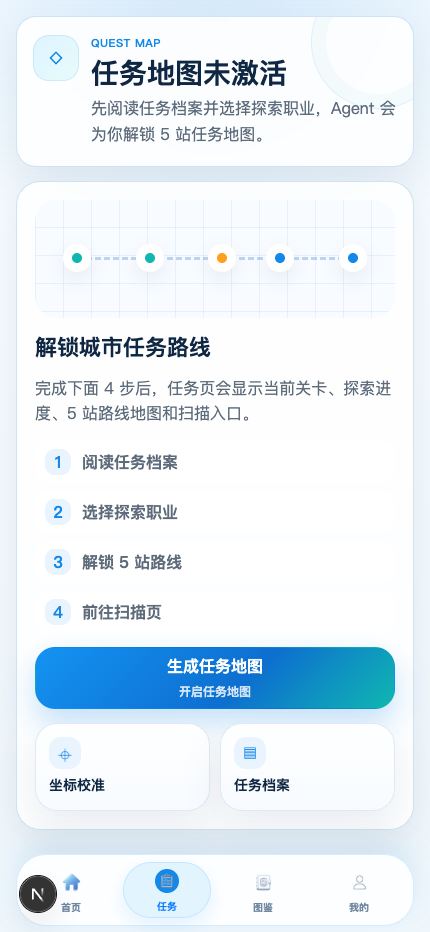 QUEST MAP
任务地图未激活
先阅读任务档案并选择探索职业，Agent 会
为你解锁 5 站任务地图。
解锁城市任务路线
完成下面 4 步后，任务页会显示当前关卡、探索进
度、5 站路线地图和扫描入口。
1 阅读任务档案
2 选择探索职业
3 解锁 5 站路线
4 前往扫描页
生成任务地图
开启任务地图
坐标校准 任务档案
N
首页 任务 图鉴 我的